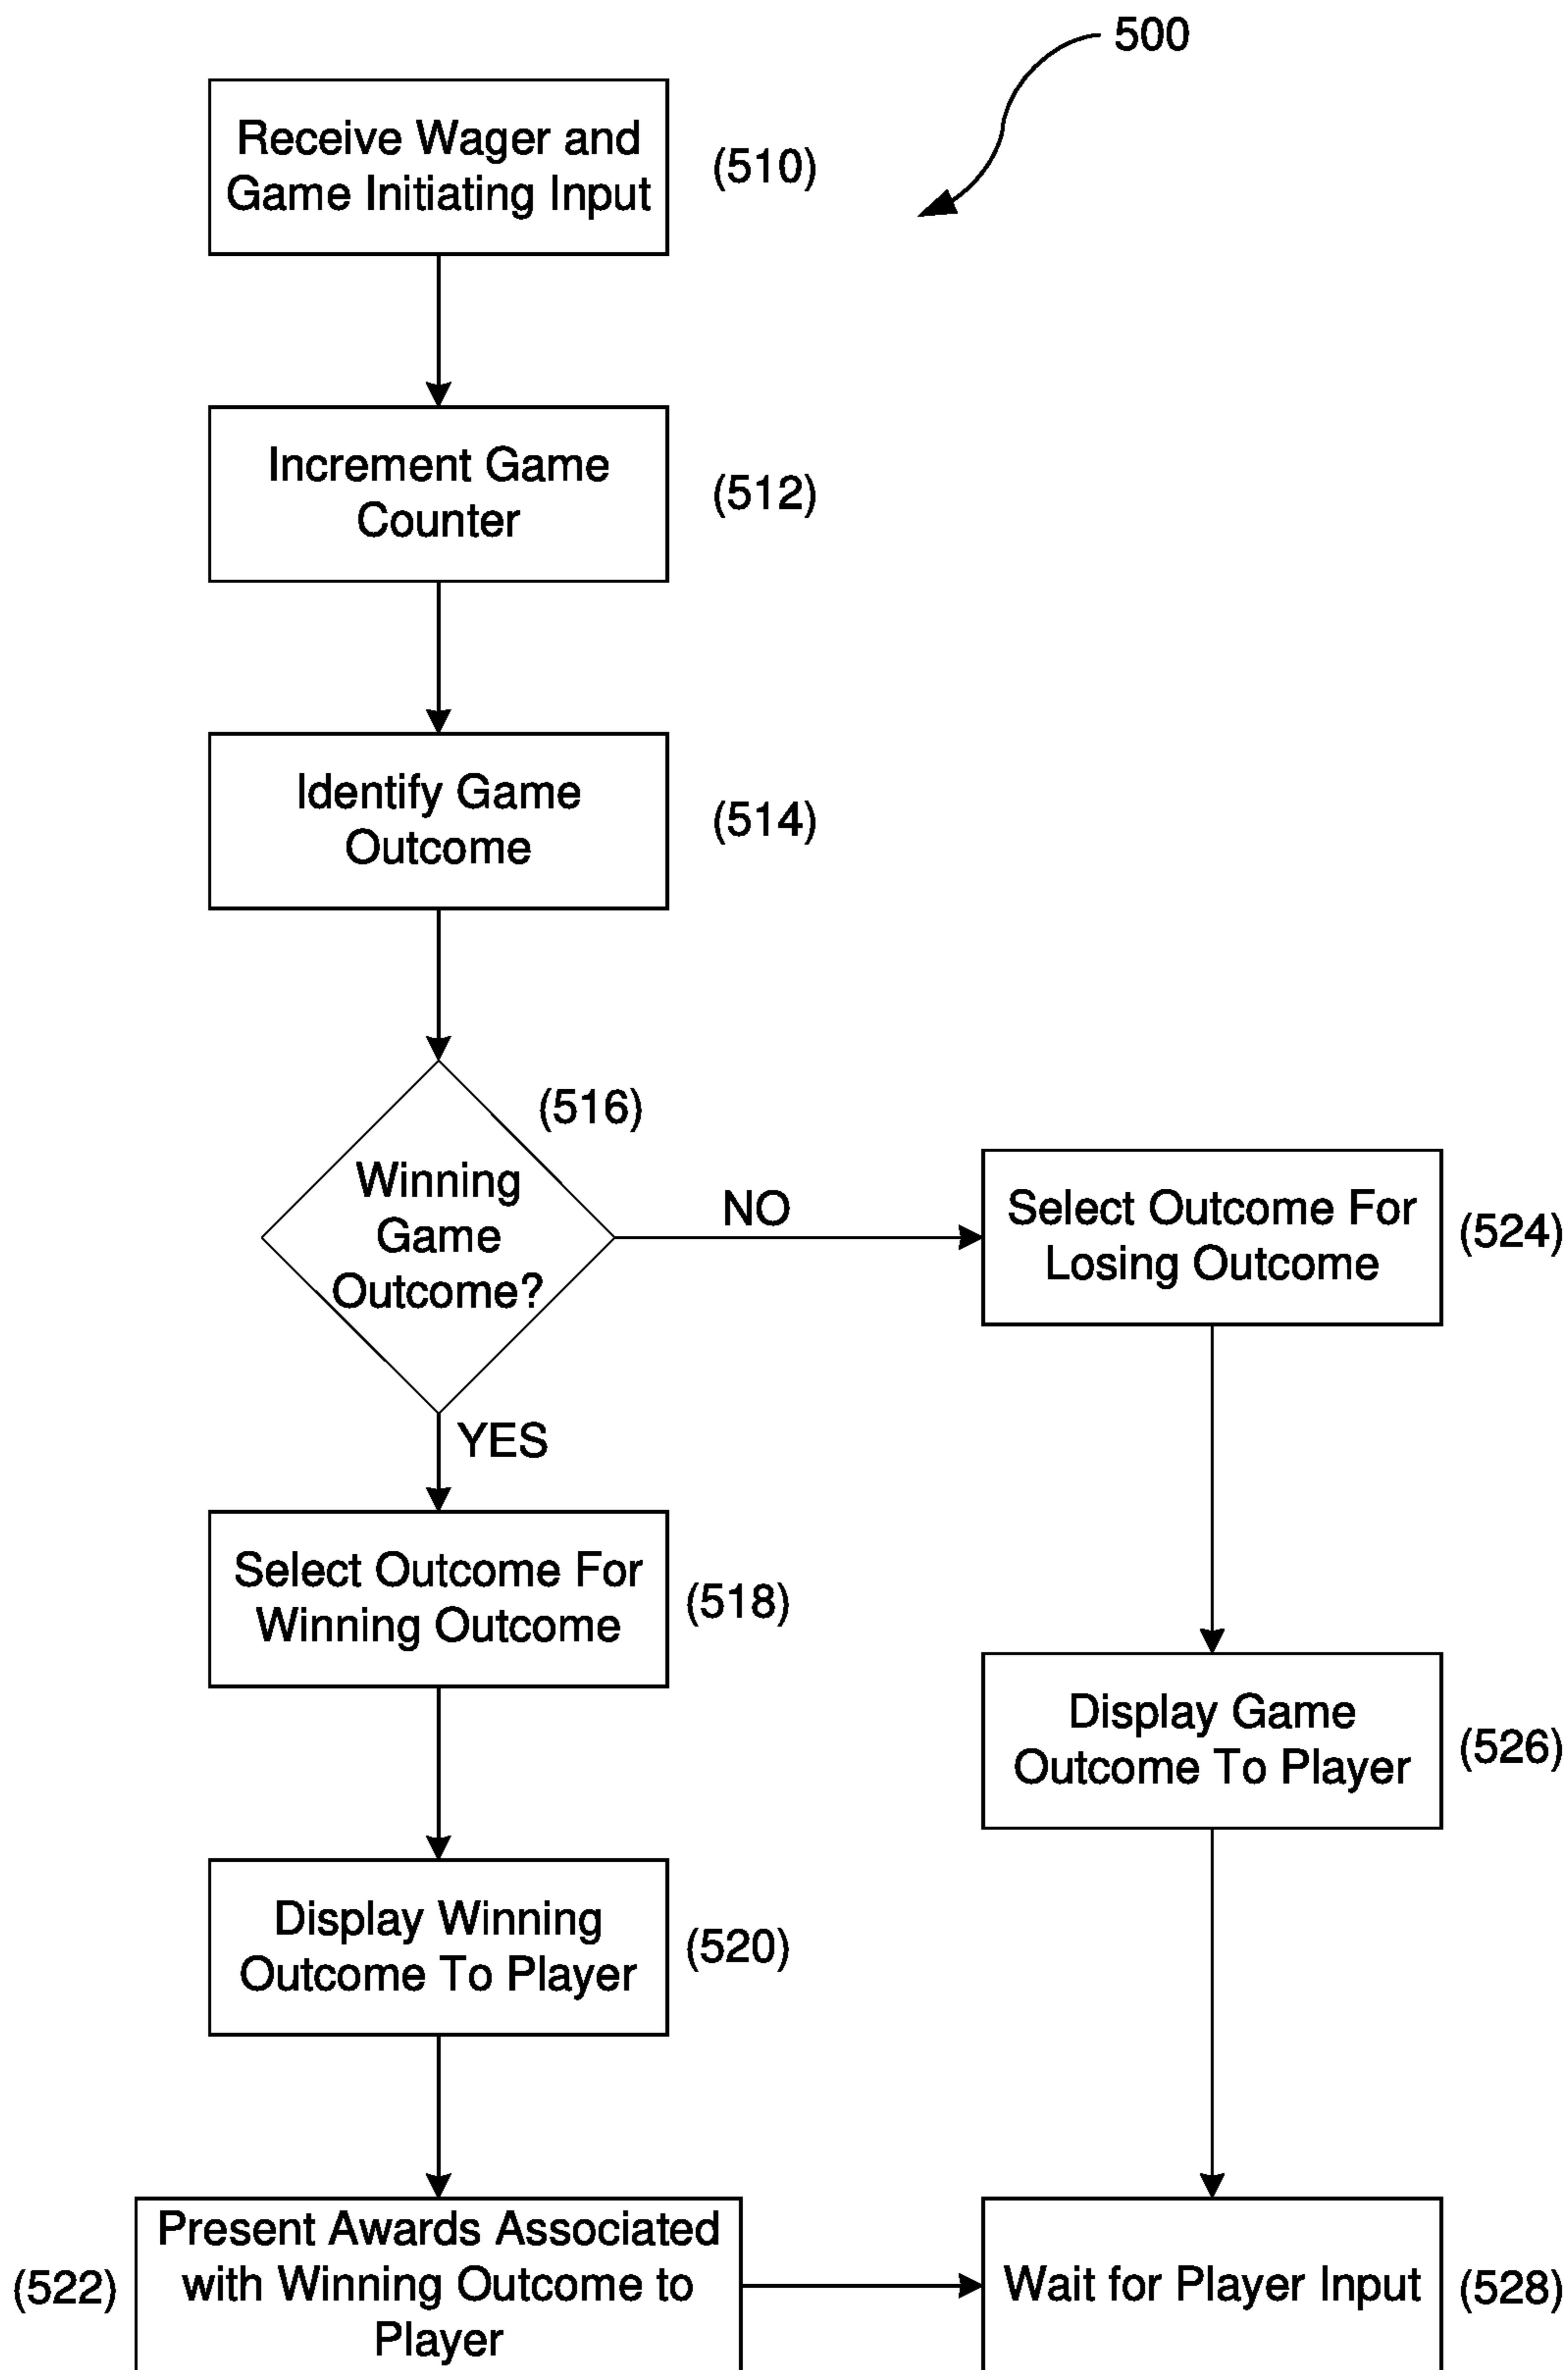 500
Receive Wager and
Game Initiating Input
(510)
Increment Game
Counter
(512)
Identify Game
Outcome
(514)
(516)
Winning
Game
Outcome?
NO
YES
Select Outcome For
Losing Outcome
(524)
Select Outcome For
Winning Outcome
(518)
Display Game
Outcome To Player
(526)
Display Winning
Outcome To Player
(520)
Present Awards Associated
with Winning Outcome to
Player
(522)
Wait for Player Input
(528)